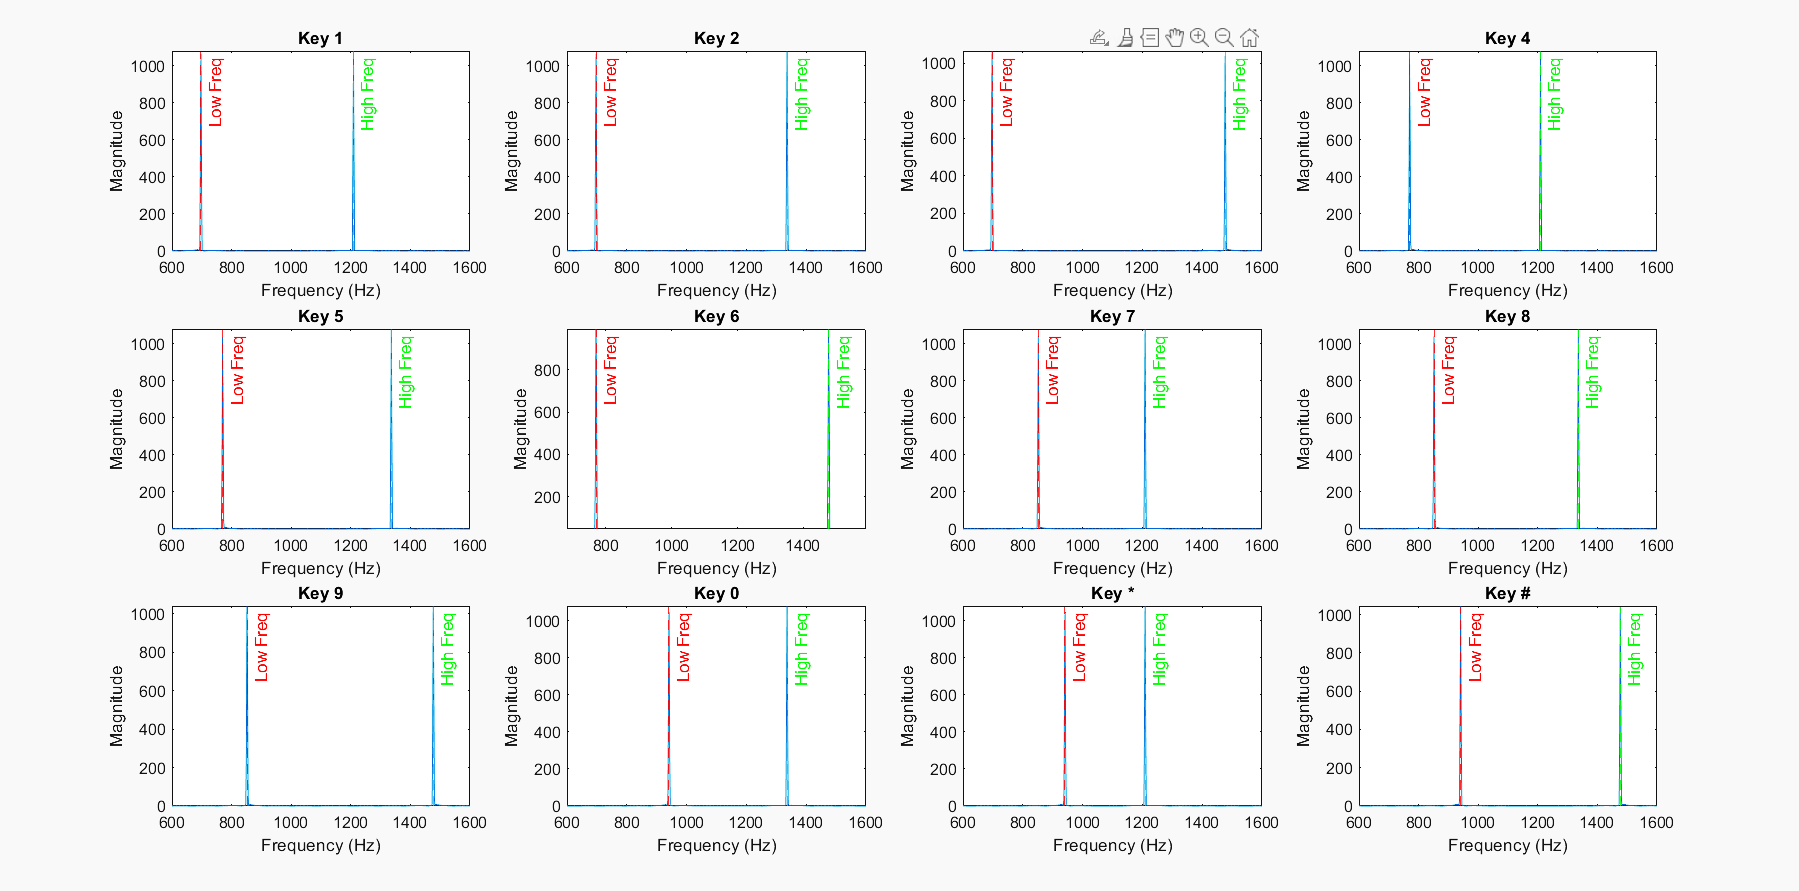 Key 1
Key 2
Key 4
1000
800
600
400
200
0
Magnitude
Low Freq
High Freq
600 800 1000 1200 1400 1600
Frequency (Hz)
1000
800
600
400
200
0
Magnitude
Low Freq
High Freq
600 800 1000 1200 1400 1600
Frequency (Hz)
1000
800
600
400
200
0
Magnitude
Low Freq
High Freq
600 800 1000 1200 1400 1600
Frequency (Hz)
1000
800
600
400
200
0
Magnitude
Low Freq
High Freq
600 800 1000 1200 1400 1600
Frequency (Hz)
Key 5
1000
800
600
400
200
0
Magnitude
Low Freq
High Freq
600 800 1000 1200 1400 1600
Frequency (Hz)
Key 6
800
600
400
200
Magnitude
Low Freq
High Freq
800 1000 1200 1400
Frequency (Hz)
Key 7
1000
800
600
400
200
0
Magnitude
Low Freq
High Freq
600 800 1000 1200 1400 1600
Frequency (Hz)
Key 8
1000
800
600
400
200
0
Magnitude
Low Freq
High Freq
600 800 1000 1200 1400 1600
Frequency (Hz)
Key 9
1000
800
600
400
200
0
Magnitude
Low Freq
High Freq
600 800 1000 1200 1400 1600
Frequency (Hz)
Key 0
1000
800
600
400
200
0
Magnitude
Low Freq
High Freq
600 800 1000 1200 1400 1600
Frequency (Hz)
Key *
1000
800
600
400
200
0
Magnitude
Low Freq
High Freq
600 800 1000 1200 1400 1600
Frequency (Hz)
Key #
1000
800
600
400
200
0
Magnitude
Low Freq
High Freq
600 800 1000 1200 1400 1600
Frequency (Hz)